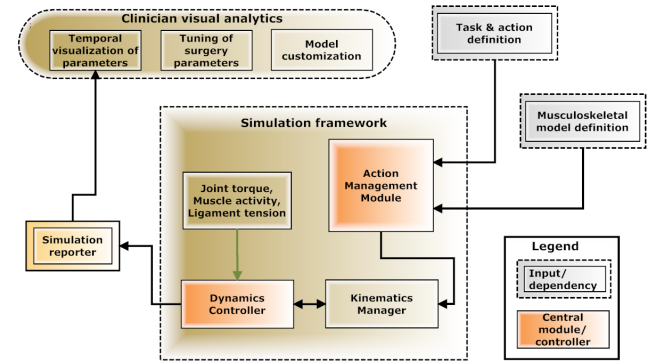 Clinician visual analytics
Temporal
visualization of
parameters
Tuning of
surgery
parameters
Model
customization
Task & action
definition
Musculoskeletal
model definition
Simulation framework
Action
Management
Module
Joint torque,
Muscle activity,
Ligament tension
Simulation
reporter
Dynamics
Controller
Kinematics
Manager
Legend
Input/
dependency
Central
module/
controller